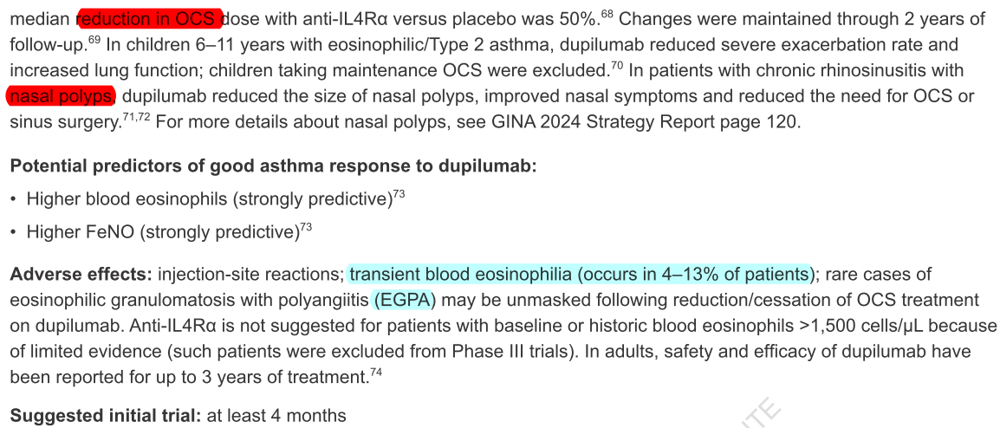 median reduction in OCS dose with anti-IL4Rα versus placebo was 50%.68 Changes were maintained through 2 years of
follow-up.69 In children 6–11 years with eosinophilic/Type 2 asthma, dupilumab reduced severe exacerbation rate and
increased lung function; children taking maintenance OCS were excluded.70 In patients with chronic rhinosinusitis with
nasal polyps, dupilumab reduced the size of nasal polyps, improved nasal symptoms and reduced the need for OCS or
sinus surgery.71,72 For more details about nasal polyps, see GINA 2024 Strategy Report page 120.
Potential predictors of good asthma response to dupilumab:
• Higher blood eosinophils (strongly predictive)73
• Higher FeNO (strongly predictive)73
Adverse effects: injection-site reactions; transient blood eosinophilia (occurs in 4–13% of patients); rare cases of
eosinophilic granulomatosis with polyangiitis (EGPA) may be unmasked following reduction/cessation of OCS treatment
on dupilumab. Anti-IL4Rα is not suggested for patients with baseline or historic blood eosinophils >1,500 cells/μL because
of limited evidence (such patients were excluded from Phase III trials). In adults, safety and efficacy of dupilumab have
been reported for up to 3 years of treatment.74
Suggested initial trial: at least 4 months